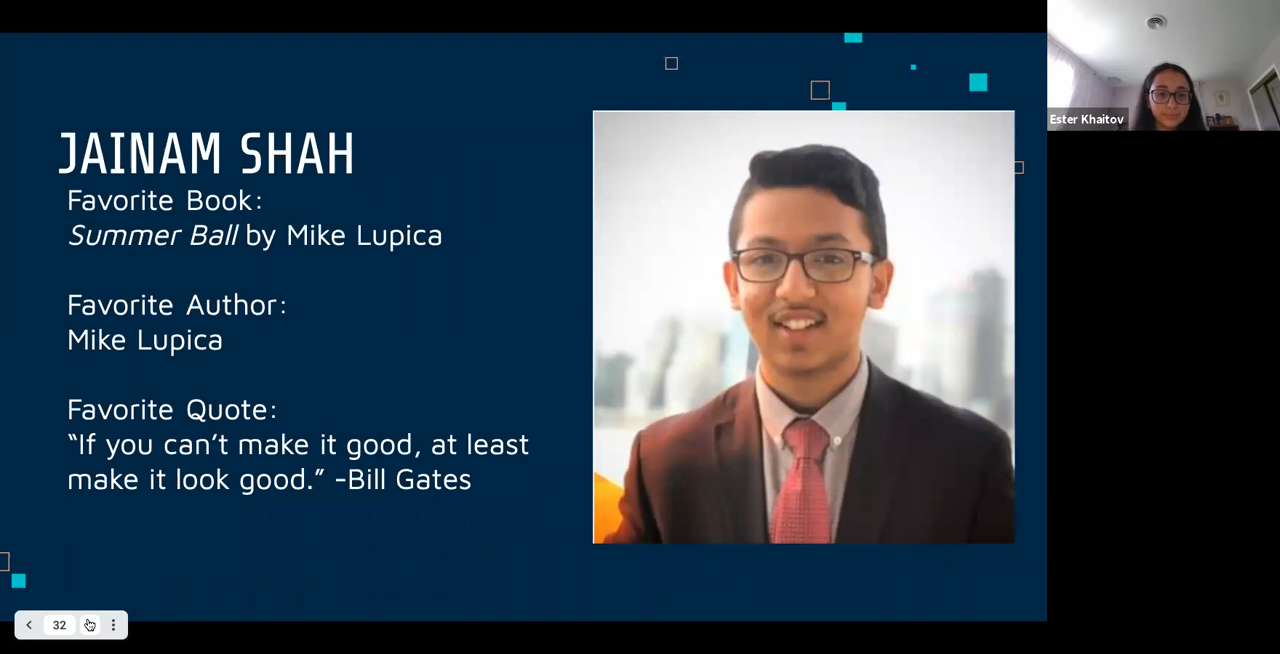 JAINAM SHAH
Favorite Book:
Summer Ball by Mike Lupica
Favorite Author:
Mike Lupica
Favorite Quote:
“If you can’t make it good, at least
make it look good.” -Bill Gates
Ester Khaitov
32